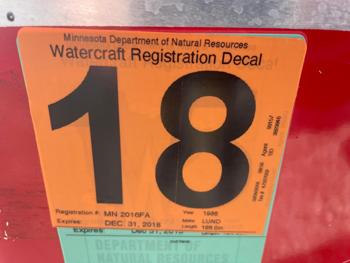 Minnesota Department of Natural Resources
Watercraft Registration Decal
18
Registration #: MN 2016FA
Expires: DEC. 31, 2018
Year 1986
Make LUND
Length 16ft 0in.
Expires:
DEPARTMENT OF
NATURAL RESOURCES